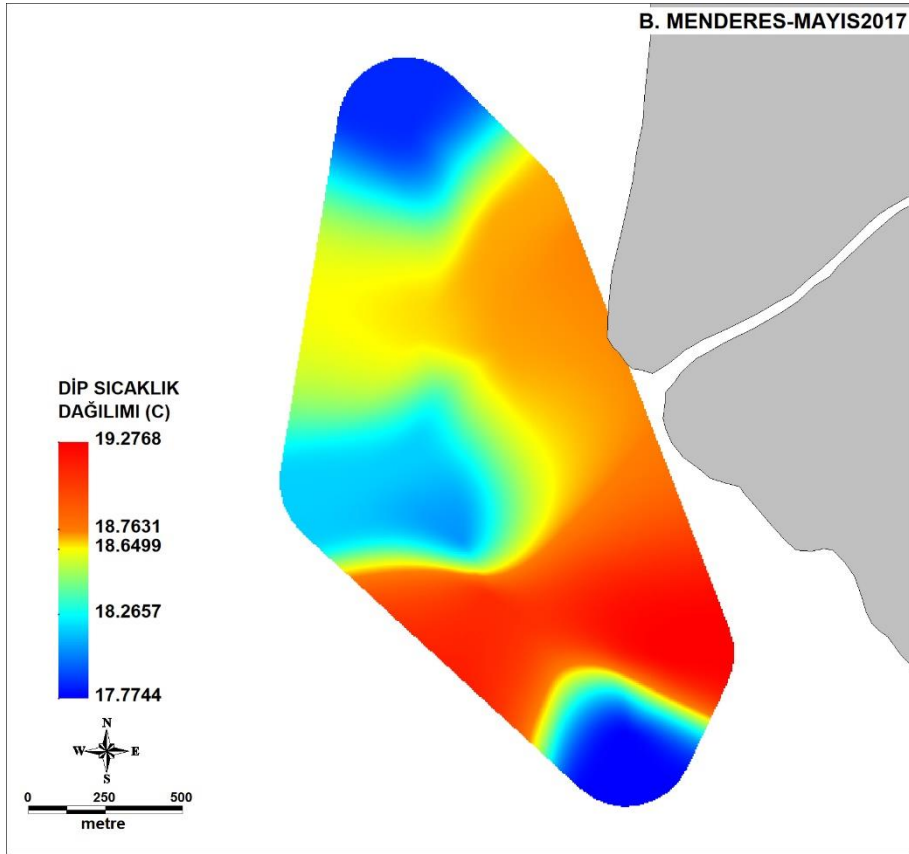 B. MENDERES-MAYIS2017
DİP SICAKLIK
DAĞILIMI (C)
19.2768
18.7631
18.6499
18.2657
17.7744
N
W E
S
0 250 500
metre